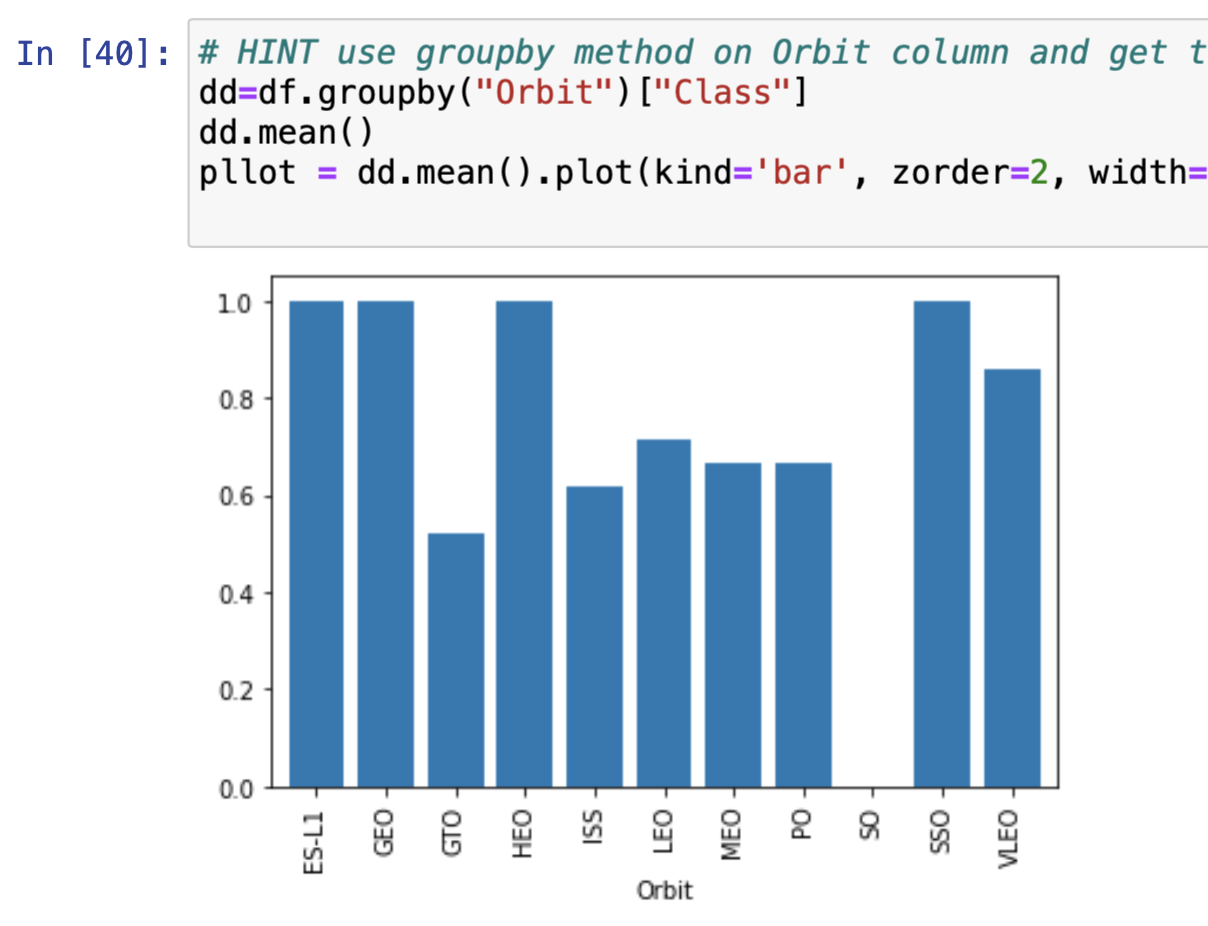 In [40]: # HINT use groupby method on Orbit column and get t
dd=df.groupby("Orbit")["Class"]
dd.mean()
pllot = dd.mean().plot(kind='bar', zorder=2, width=
1.0
0.8
0.6
0.4
0.2
0.0
ES-L1 GEO GTO HEO ISS LEO MEO PO SO SSO VLEO
Orbit